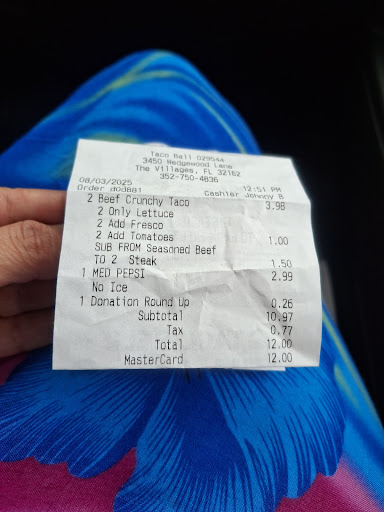 Taco Bell 029544
3450 Wedgewood Lane
The Villages, FL 32162
352-750-4836
08/03/2025 12:51 PM
Order 400881 Cashier Johnny B
2 Beef Crunchy Taco 3.98
2 Only Lettuce
2 Add Fresco
2 Add Tomatoes 1.00
SUB FROM Seasoned Beef
TO 2 Steak 1.50
1 MED PEPSI 2.99
No Ice
1 Donation Round Up 0.26
Subtotal 10.97
Tax 0.77
Total 12.00
MasterCard 12.00